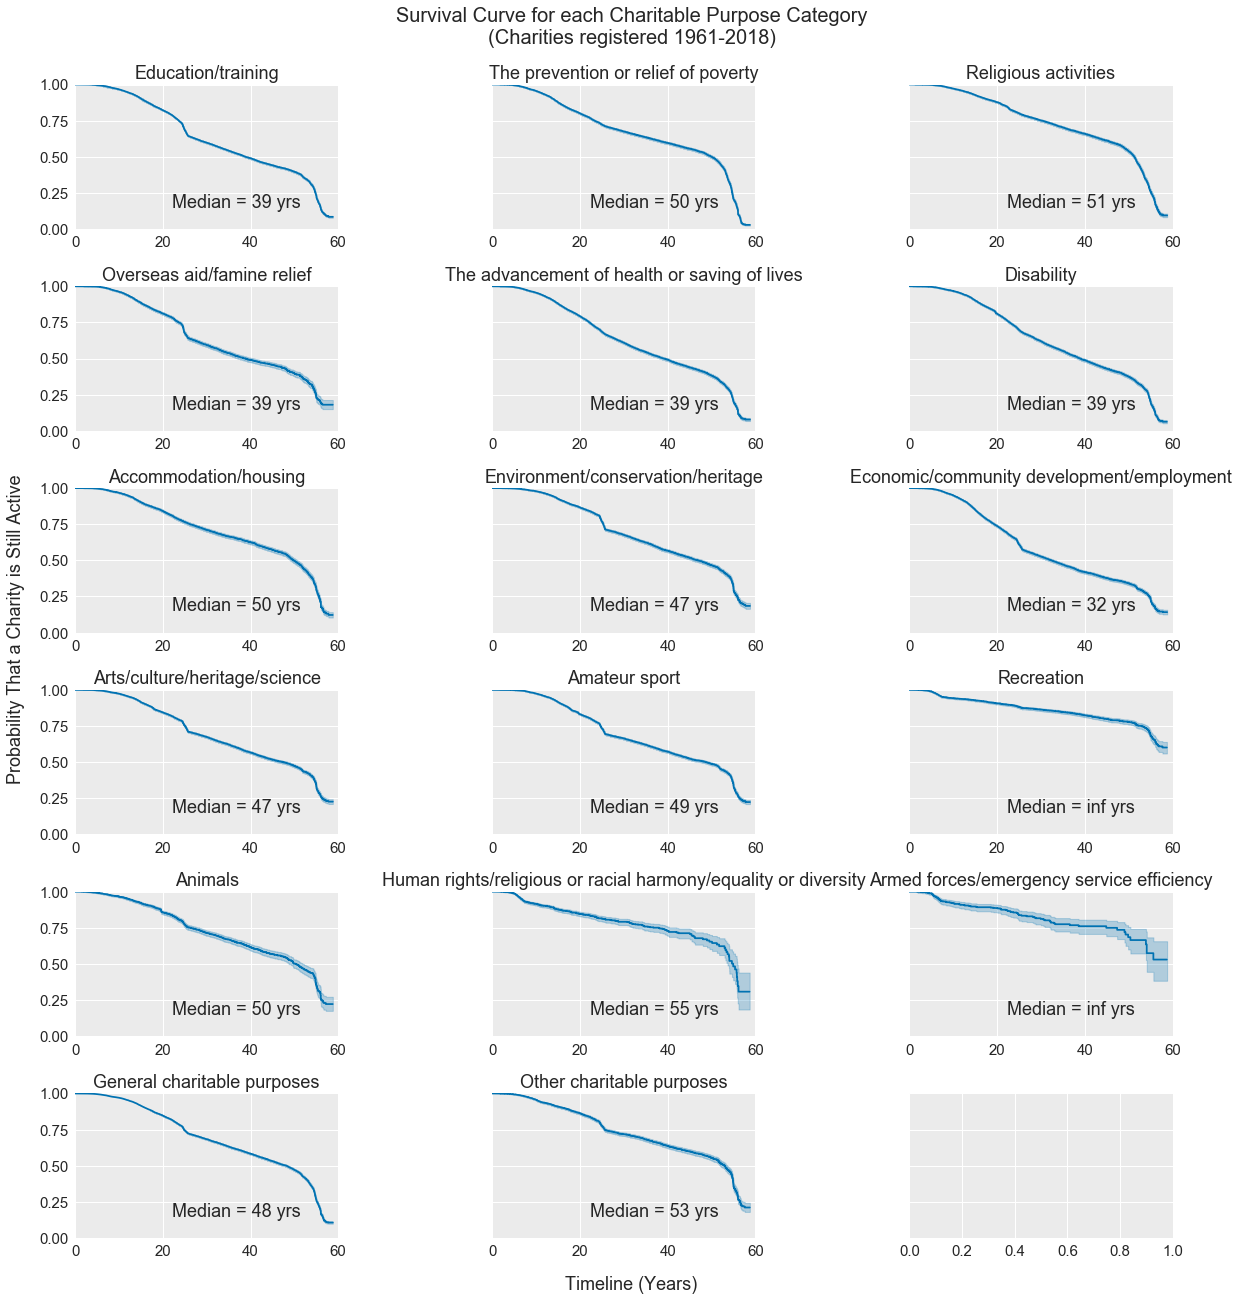 Survival Curve for each Charitable Purpose Category
(Charities registered 1961-2018)
Education/training
The prevention or relief of poverty
Religious activities
1.00
0.75
0.50
0.25
0.00
Median = 39 yrs
Median = 50 yrs
Median = 51 yrs
0 20 40 60
0 20 40 60
0 20 40 60
Overseas aid/famine relief
The advancement of health or saving of lives
Disability
1.00
0.75
0.50
0.25
0.00
Median = 39 yrs
Median = 39 yrs
Median = 39 yrs
0 20 40 60
0 20 40 60
0 20 40 60
Probability That a Charity is Still Active
Accommodation/housing
Environment/conservation/heritage
Economic/community development/employment
1.00
0.75
0.50
0.25
0.00
Median = 50 yrs
Median = 47 yrs
Median = 32 yrs
0 20 40 60
0 20 40 60
0 20 40 60
Arts/culture/heritage/science
Amateur sport
Recreation
1.00
0.75
0.50
0.25
0.00
Median = 47 yrs
Median = 49 yrs
Median = inf yrs
0 20 40 60
0 20 40 60
0 20 40 60
Animals
Human rights/religious or racial harmony/equality or diversity
Armed forces/emergency service efficiency
1.00
0.75
0.50
0.25
0.00
Median = 50 yrs
Median = 55 yrs
Median = inf yrs
0 20 40 60
0 20 40 60
0 20 40 60
General charitable purposes
Other charitable purposes
1.00
0.75
0.50
0.25
0.00
Median = 48 yrs
Median = 53 yrs
0 20 40 60
0 20 40 60
0.0 0.2 0.4 0.6 0.8 1.0
Timeline (Years)